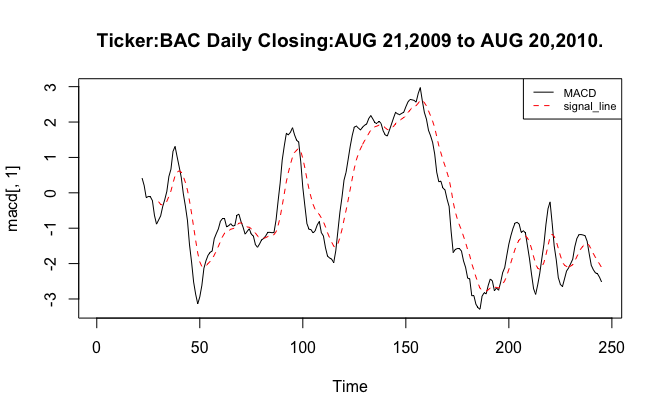 Ticker:BAC Daily Closing:AUG 21,2009 to AUG 20,2010.
MACD
signal_line
macd[, 1]
3
2
1
0
-1
-2
-3
0 50 100 150 200 250
Time